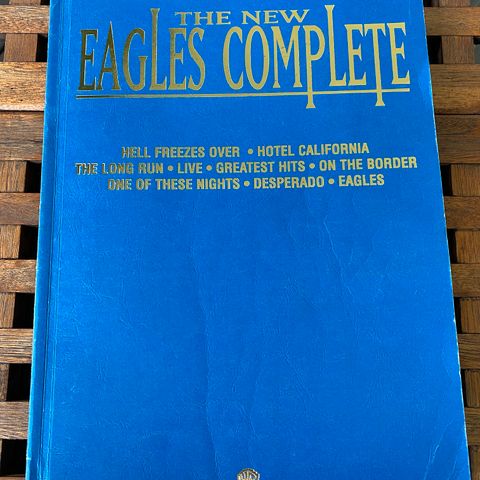 THE NEW
EAGLES COMPLETE
HELL FREEZES OVER • HOTEL CALIFORNIA
THE LONG RUN • LIVE • GREATEST HITS • ON THE BORDER
ONE OF THESE NIGHTS • DESPERADO • EAGLES